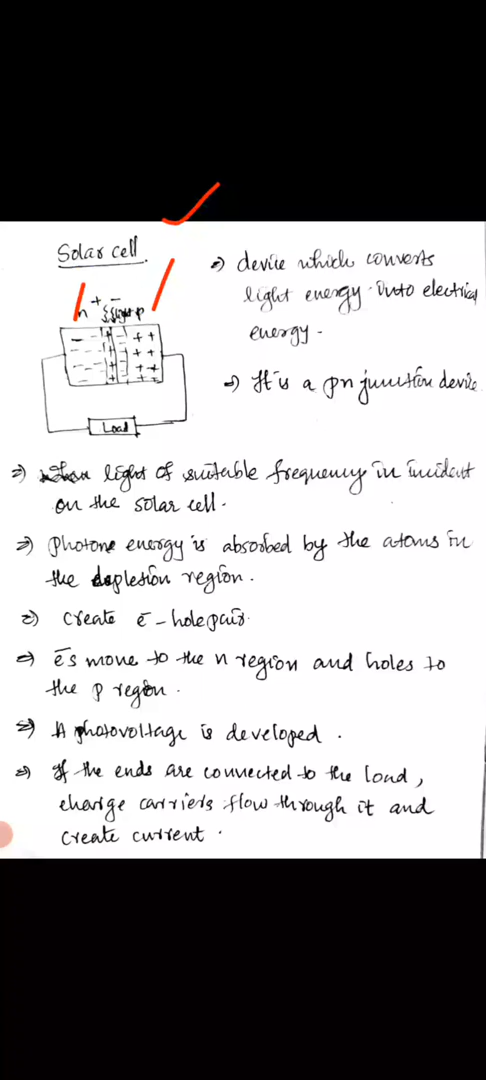 Solar cell.
⇒) device which converts
light energy into electrical
energy.
⇒) It is a pn junction device.
n + - light p
Load
⇒) light of suitable frequency in incident
on the solar cell.
⇒) Photone energy is absorbed by the atoms in
the depletion region.
⇒) create e̅-hole pair.
⇒) e̅s move to the n region and holes to
the p region.
⇒) A photovoltage is developed.
⇒) If the ends are connected to the load,
charge carriers flow through it and
create current.